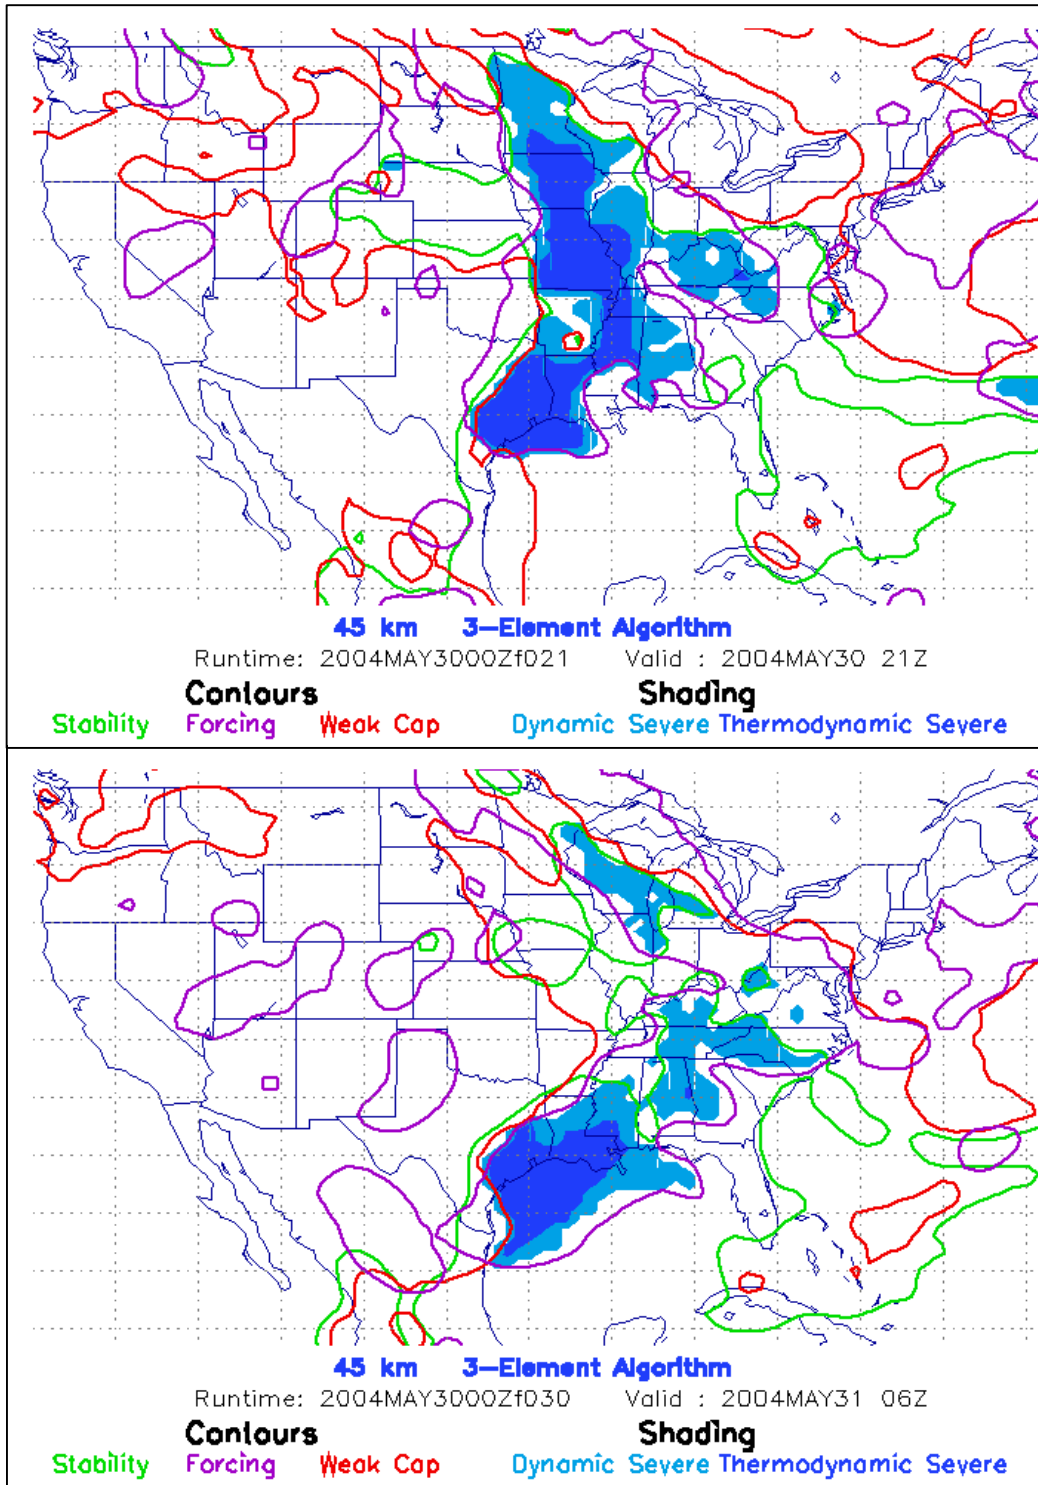 45 km 3-Element Algorithm
Runtime: 2004MAY3000Zf021 Valid : 2004MAY30 21Z
Contours Shading
Stability Forcing Weak Cap Dynamic Severe Thermodynamic Severe
45 km 3-Element Algorithm
Runtime: 2004MAY3000Zf030 Valid : 2004MAY31 06Z
Contours Shading
Stability Forcing Weak Cap Dynamic Severe Thermodynamic Severe